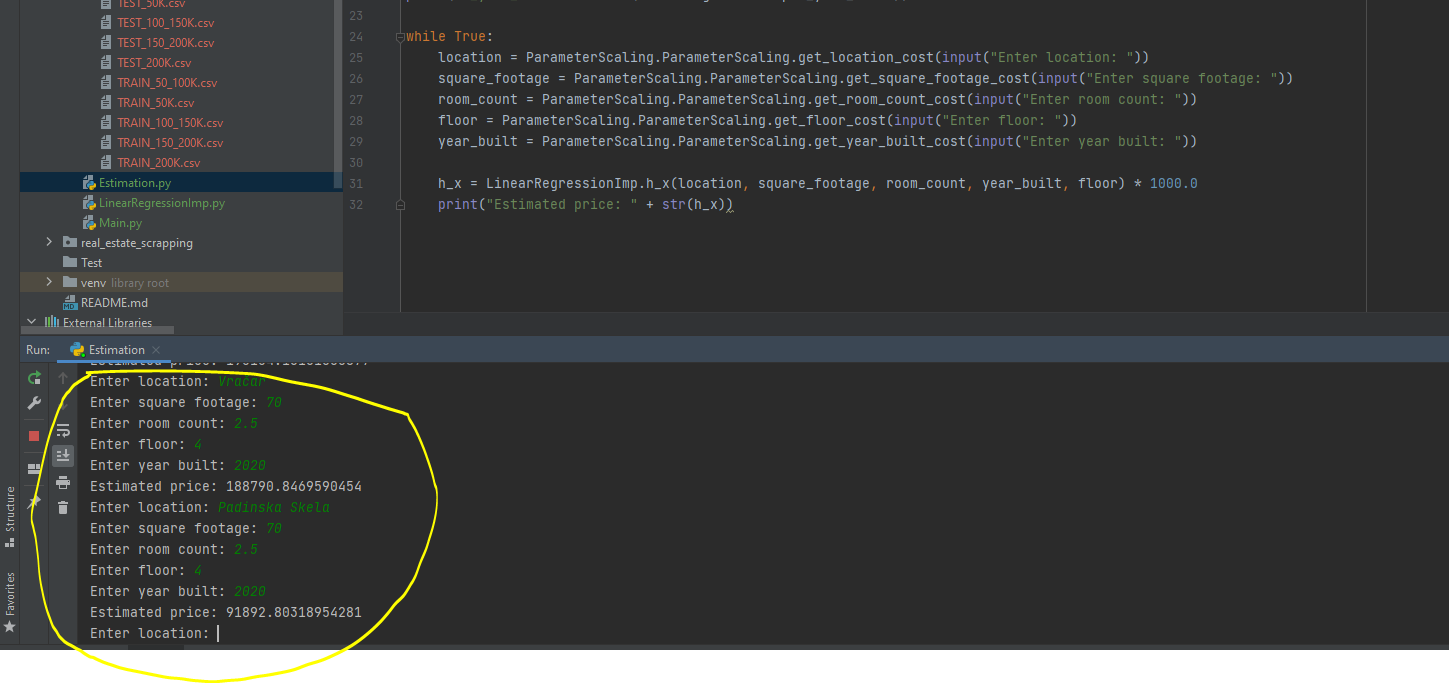 TEST_50K.csv
TEST_100_150K.csv
TEST_150_200K.csv
TEST_200K.csv
TRAIN_50_100K.csv
TRAIN_50K.csv
TRAIN_100_150K.csv
TRAIN_150_200K.csv
TRAIN_200K.csv
Estimation.py
LinearRegressionImp.py
Main.py
real_estate_scrapping
Test
venv library root
README.md
External Libraries
23
24 while True:
25 location = ParameterScaling.ParameterScaling.get_location_cost(input("Enter location: "))
26 square_footage = ParameterScaling.ParameterScaling.get_square_footage_cost(input("Enter square footage: "))
27 room_count = ParameterScaling.ParameterScaling.get_room_count_cost(input("Enter room count: "))
28 floor = ParameterScaling.ParameterScaling.get_floor_cost(input("Enter floor: "))
29 year_built = ParameterScaling.ParameterScaling.get_year_built_cost(input("Enter year built: "))
30
31 h_x = LinearRegressionImp.h_x(location, square_footage, room_count, year_built, floor) * 1000.0
32 print("Estimated price: " + str(h_x))
Run: Estimation
Estimated price:
Enter location: Vracar
Enter square footage: 70
Enter room count: 2.5
Enter floor: 4
Enter year built: 2020
Estimated price: 188790.8469590454
Enter location: Padinska Skela
Enter square footage: 70
Enter room count: 2.5
Enter floor: 4
Enter year built: 2020
Estimated price: 91892.80318954281
Enter location:
Structure
Favorites